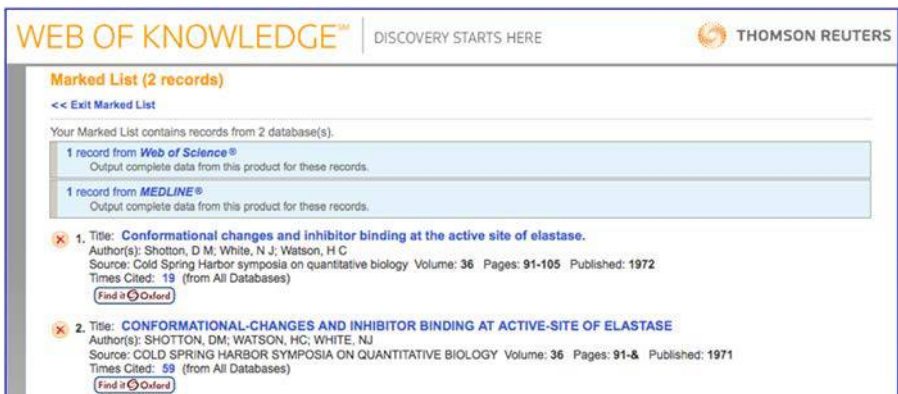 WEB OF KNOWLEDGE℠ DISCOVERY STARTS HERE THOMSON REUTERS
Marked List (2 records)
<< Exit Marked List
Your Marked List contains records from 2 database(s).
1 record from Web of Science®
Output complete data from this product for these records.
1 record from MEDLINE®
Output complete data from this product for these records.
1. Title: Conformational changes and inhibitor binding at the active site of elastase.
Author(s): Shotton, D M; White, N J; Watson, H C
Source: Cold Spring Harbor symposia on quantitative biology Volume: 36 Pages: 91-105 Published: 1972
Times Cited: 19 (from All Databases)
Find it @ Oxford
2. Title: CONFORMATIONAL-CHANGES AND INHIBITOR BINDING AT ACTIVE-SITE OF ELASTASE
Author(s): SHOTTON, DM; WATSON, HC; WHITE, NJ
Source: COLD SPRING HARBOR SYMPOSIA ON QUANTITATIVE BIOLOGY Volume: 36 Pages: 91-& Published: 1971
Times Cited: 59 (from All Databases)
Find it @ Oxford